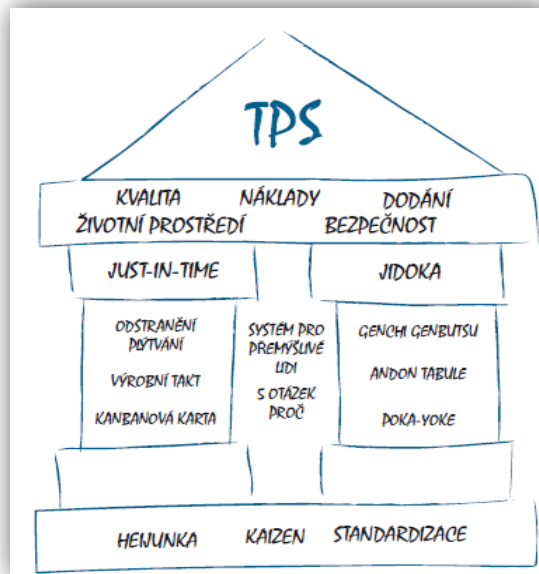 TPS
KVALITA NÁKLADY DODÁNÍ
ŽIVOTNÍ PROSTŘEDÍ BEZPEČNOST
JUST-IN-TIME
JIDOKA
ODSTRANĚNÍ
PLÝTVÁNÍ
VÝROBNÍ TAKT
KANBANOVÁ KARTA
SYSTÉM PRO
PŘEMÝŠLIVÉ
LIDI
5 OTÁZEK
PROČ
GENCHI GENBUTSU
ANDON TABULE
POKA-YOKE
HEIJUNKA KAIZEN STANDARDIZACE